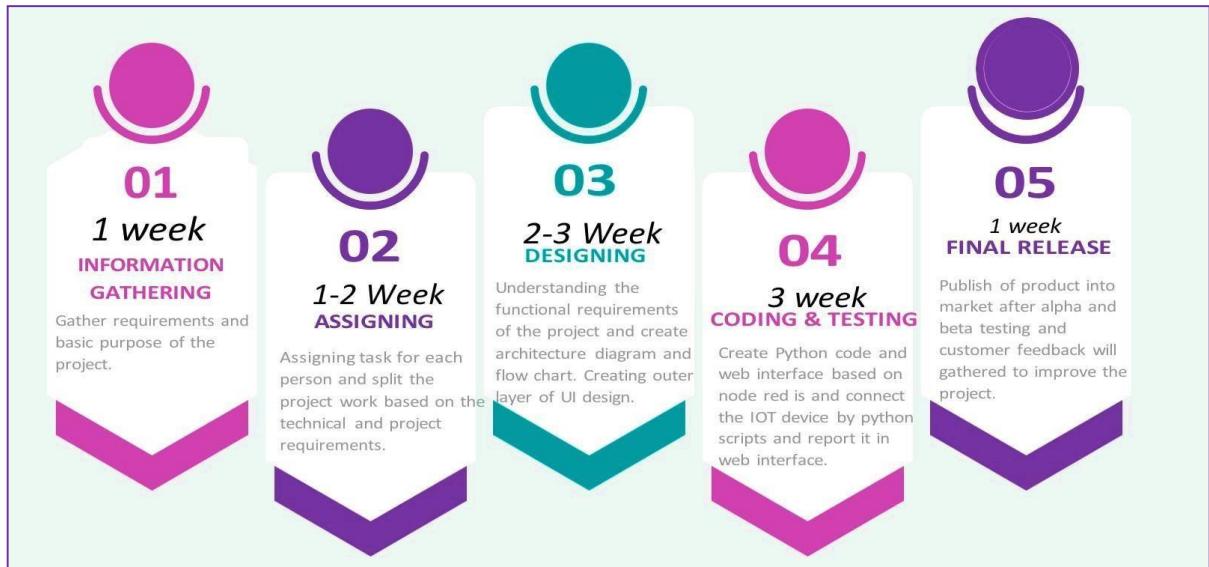 01
1 week
INFORMATION
GATHERING
Gather requirements and
basic purpose of the
project.
02
1-2 Week
ASSIGNING
Assigning task for each
person and split the
project work based on the
technical and project
requirements.
03
2-3 Week
DESIGNING
Understanding the
functional requirements
of the project and create
architecture diagram and
flow chart. Creating outer
layer of UI design.
04
3 week
CODING & TESTING
Create Python code and
web interface based on
node red is and connect
the IOT device by python
scripts and report it in
web interface.
05
1 week
FINAL RELEASE
Publish of product into
market after alpha and
beta testing and
customer feedback will
gathered to improve the
project.